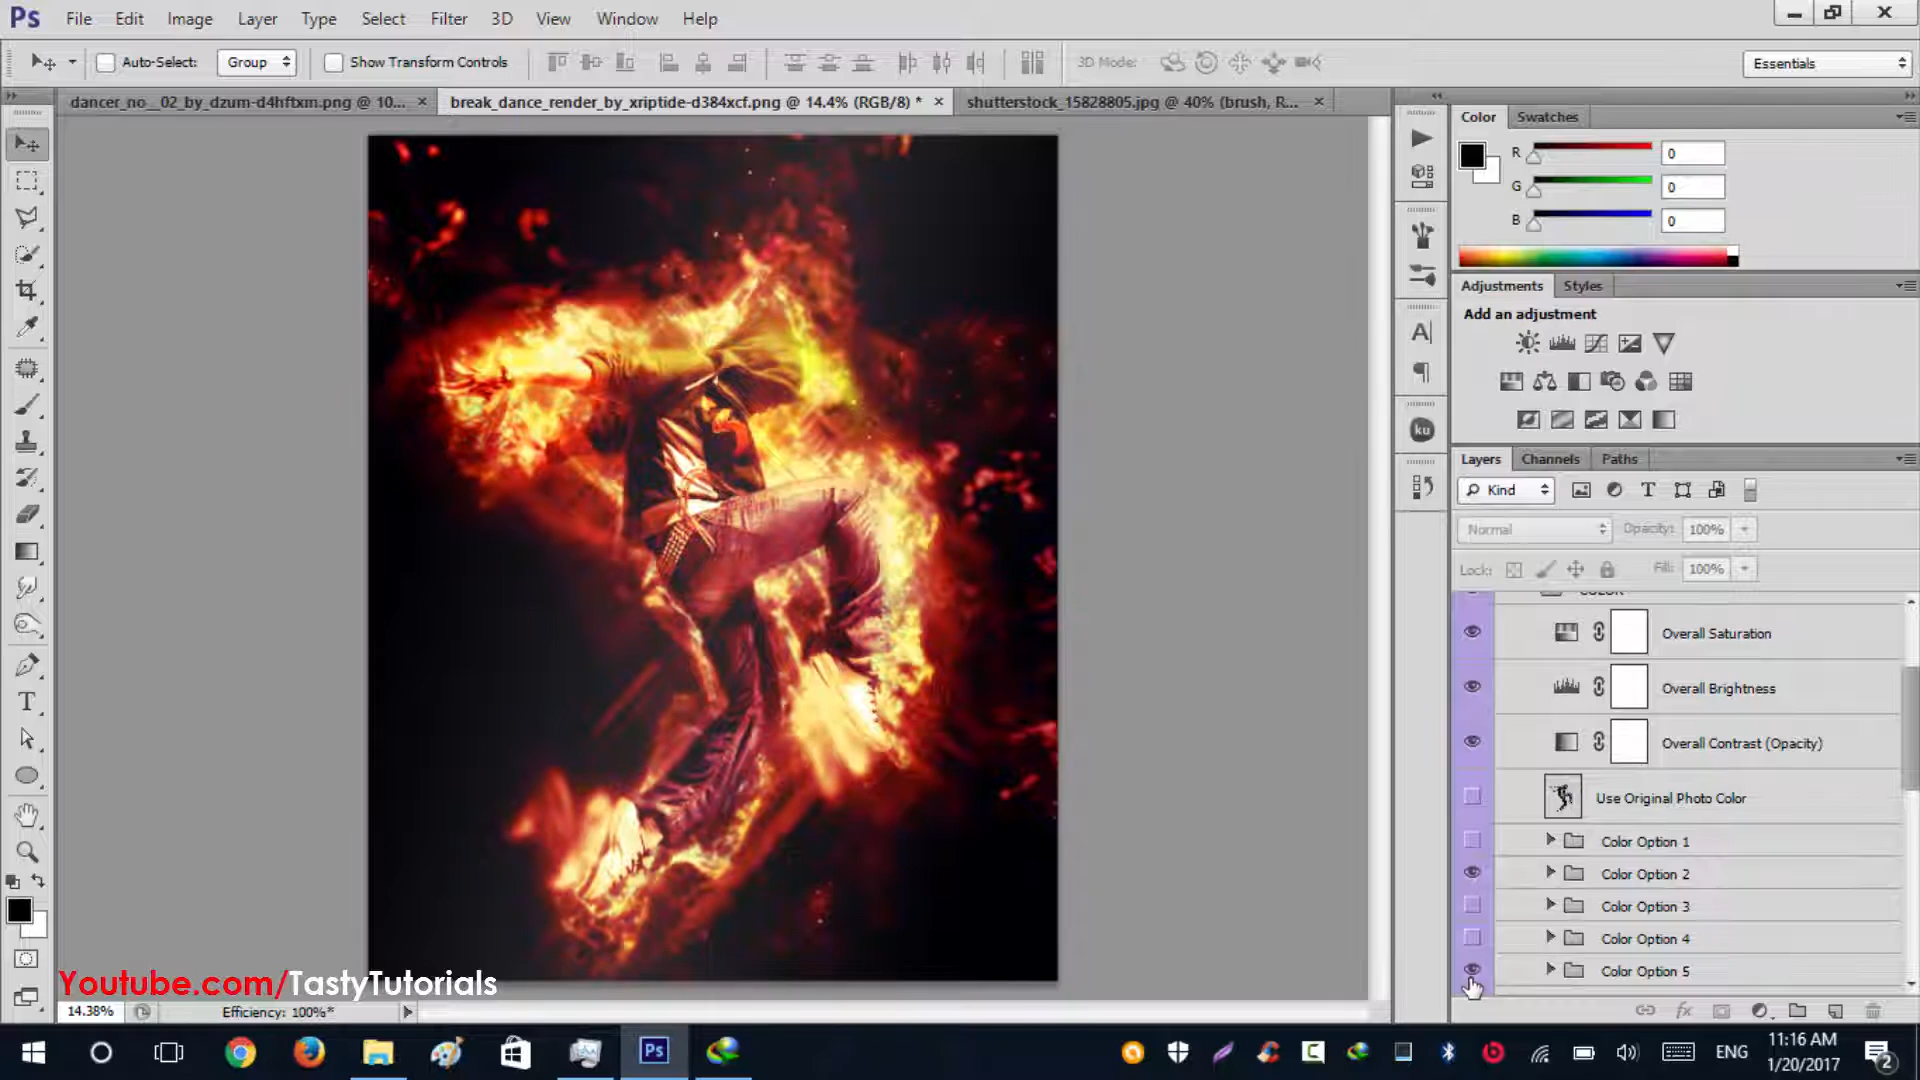 Ps File Edit Image Layer Type Select Filter 3D View Window Help
Auto-Select: Group Show Transform Controls 3D Mode: Essentials
dancer_no__02_by_dzum-d4hftxm.png @ 10... × break_dance_render_by_xriptide-d384xcf.png @ 14.4% (RGB/8) * × shutterstock_15828805.jpg @ 40% (brush, R... ×
Color Swatches
R 0
G 0
B 0
Adjustments Styles
Add an adjustment
A|
ku
Layers Channels Paths
Kind T
Normal Opacity: 100%
Lock: Fill: 100%
COLOR
Overall Saturation
Overall Brightness
Overall Contrast (Opacity)
Use Original Photo Color
Color Option 1
Color Option 2
Color Option 3
Color Option 4
Color Option 5
T
Youtube.com/TastyTutorials
14.38% Efficiency: 100%*
fx
Ps
ENG
11:16 AM
1/20/2017
2